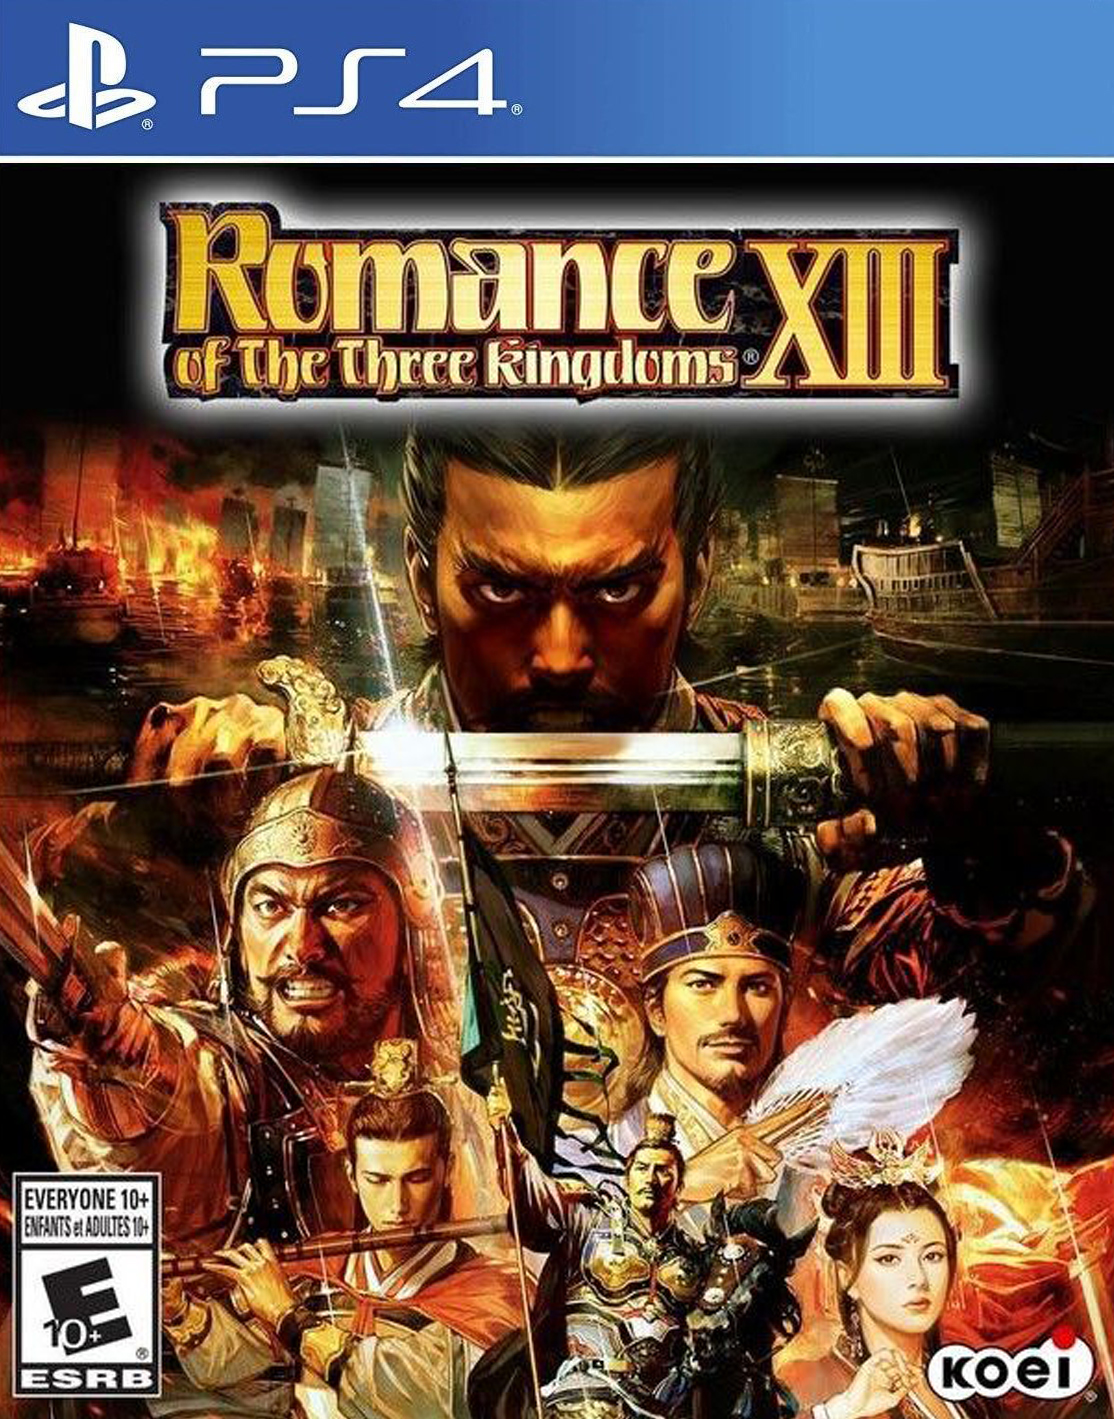 PS4®
Romance XIII
of The Three Kingdoms®
EVERYONE 10+
ENFANTS et ADULTES 10+
E
10+
®
ESRB
KOEI
®